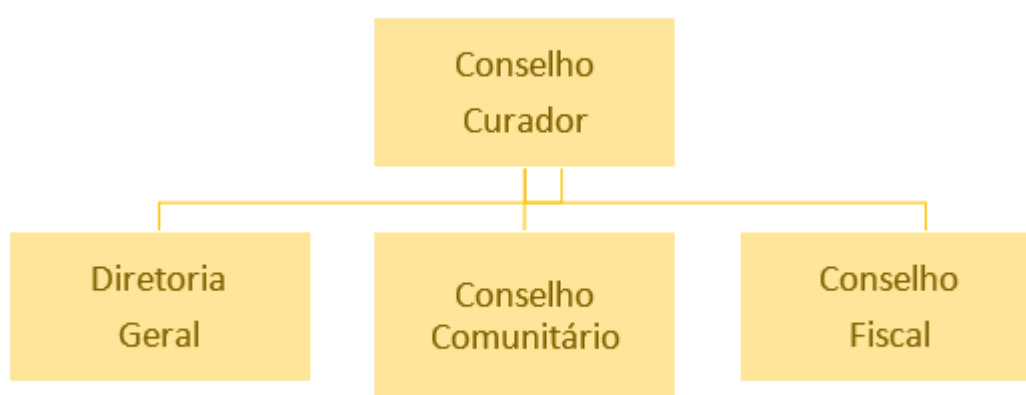 Conselho
Curador
Diretoria
Geral
Conselho
Comunitário
Conselho
Fiscal